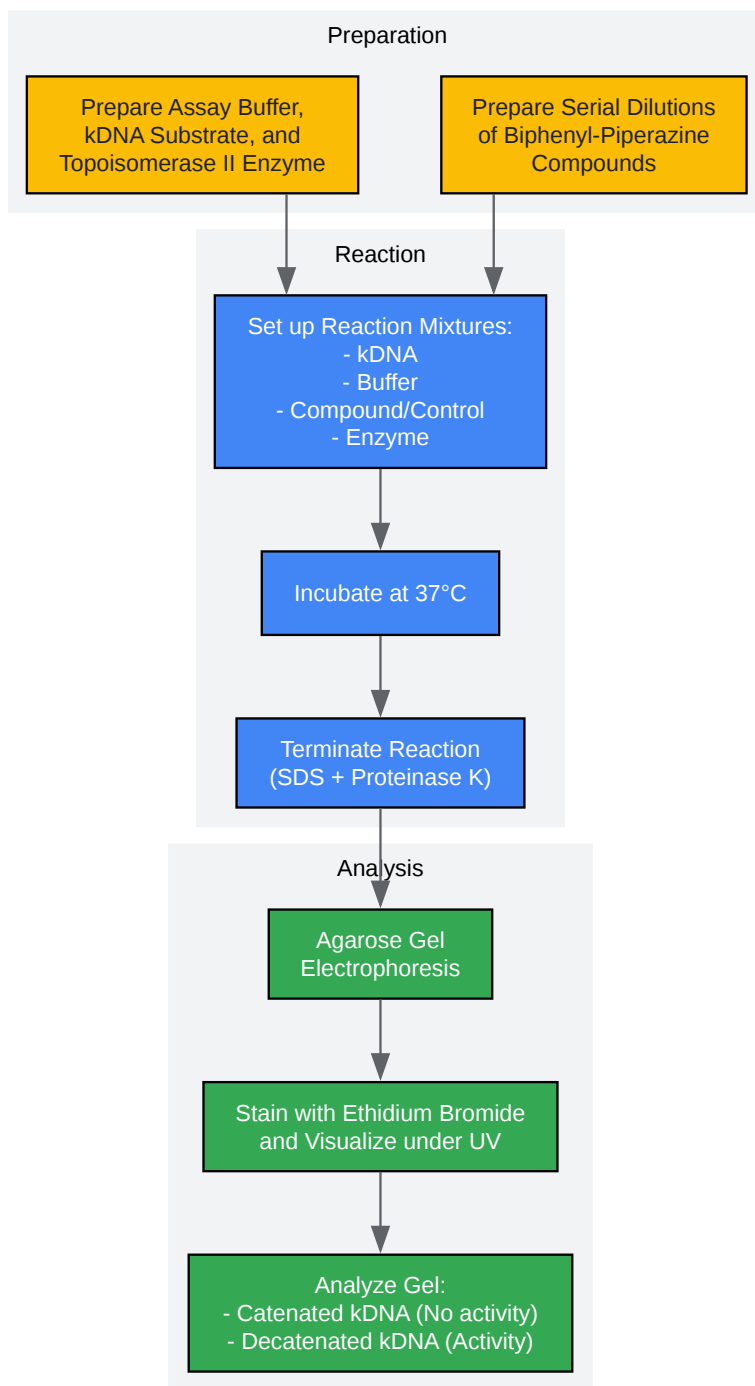 Preparation
Prepare Assay Buffer,
kDNA Substrate, and
Topoisomerase II Enzyme
Prepare Serial Dilutions
of Biphenyl-Piperazine
Compounds
Reaction
Set up Reaction Mixtures:
- kDNA
- Buffer
- Compound/Control
- Enzyme
Incubate at 37°C
Terminate Reaction
(SDS + Proteinase K)
Analysis
Agarose Gel
Electrophoresis
Stain with Ethidium Bromide
and Visualize under UV
Analyze Gel:
- Catenated kDNA (No activity)
- Decatenated kDNA (Activity)